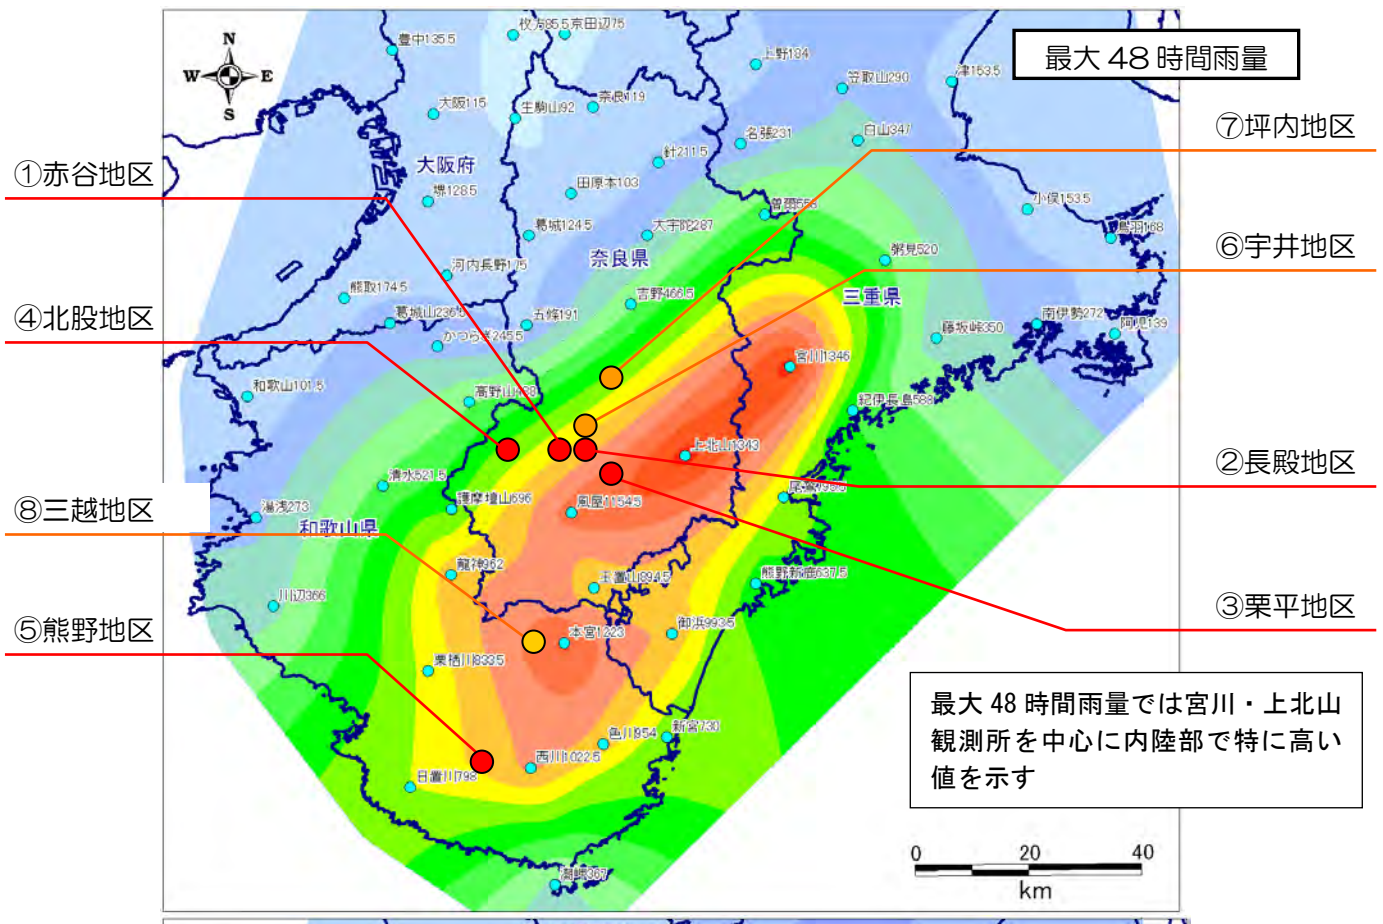 最大 48 時間雨量
N
W
E
S
枚方85.5
京田辺75
豊中135.5
上野184
笠取山290
津153.5
大阪115
生駒山92
奈良119
⑦坪内地区
名張231
白山347
大阪府
針211.5
①赤谷地区
堺128.5
田原本103
曽爾558
小俣153.5
葛城124.5
大宇陀287
鳥羽168
⑥宇井地区
奈良県
粥見520
河内長野175
熊取174.5
吉野466.5
三重県
④北股地区
葛城山236.5
五條191
南伊勢272
阿児139
かつらぎ245.5
藤坂峠350
宮川1346
和歌山101.5
高野山
紀伊長島588
上北山1343
②長殿地区
清水521.5
護摩壇山696
尾鷲
⑧三越地区
湯浅273
風屋1154.5
和歌山県
龍神962
玉置山894.5
熊野新鹿637.5
川辺366
③栗平地区
⑤熊野地区
本宮1223
御浜993.5
栗栖川833.5
色川954
新宮730
西川1022.5
日置川798
最大 48 時間雨量では宮川・上北山
観測所を中心に内陸部で特に高い
値を示す
0
20
40
km
潮岬367